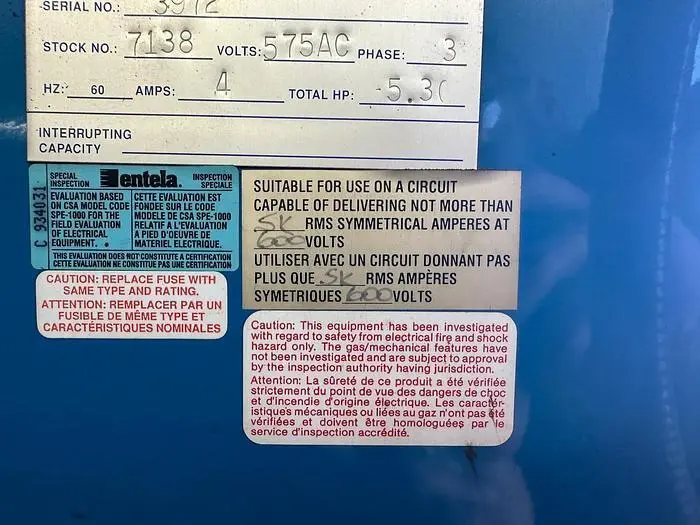 SERIAL NO.: 3972
STOCK NO.: 7138 VOLTS: 575AC PHASE: 3
HZ: 60 AMPS: 4 TOTAL HP: 5.30
INTERRUPTING
CAPACITY
C 934031
SPECIAL
INSPECTION
entela.
INSPECTION
SPECIALE
EVALUATION BASED
ON CSA MODEL CODE
SPE-1000 FOR THE
FIELD EVALUATION
OF ELECTRICAL
EQUIPMENT.
CETTE EVALUATION EST
FONDEE SUR LE CODE
MODELE DE CSA SPE-1000
RELATIF A L'EVALUATION
A PIED D'OEUVRE DE
MATERIEL ELECTRIQUE.
THIS EVALUATION DOES NOT CONSTITUTE A CERTIFICATION
CETTE EVALUATION NE CONSTITUE PAS UNE CERTIFICATION
CAUTION: REPLACE FUSE WITH
SAME TYPE AND RATING.
ATTENTION: REMPLACER PAR UN
FUSIBLE DE MÊME TYPE ET
CARACTÉRISTIQUES NOMINALES
SUITABLE FOR USE ON A CIRCUIT
CAPABLE OF DELIVERING NOT MORE THAN
5K RMS SYMMETRICAL AMPERES AT
600 VOLTS
UTILISER AVEC UN CIRCUIT DONNANT PAS
PLUS QUE 5K RMS AMPÈRES
SYMETRIQUES 600 VOLTS
Caution: This equipment has been investigated
with regard to safety from electrical fire and shock
hazard only. The gas/mechanical features have
not been investigated and are subject to approval
by the inspection authority having jurisdiction.
Attention: La sûreté de ce produit a été vérifiée
strictement du point de vue des dangers de choc
et d'incendie d'origine électrique. Les caractér-
istiques mécaniques ou liées au gaz n'ont pas été
vérifiées et doivent être homologuées par le
service d'inspection accrédité.